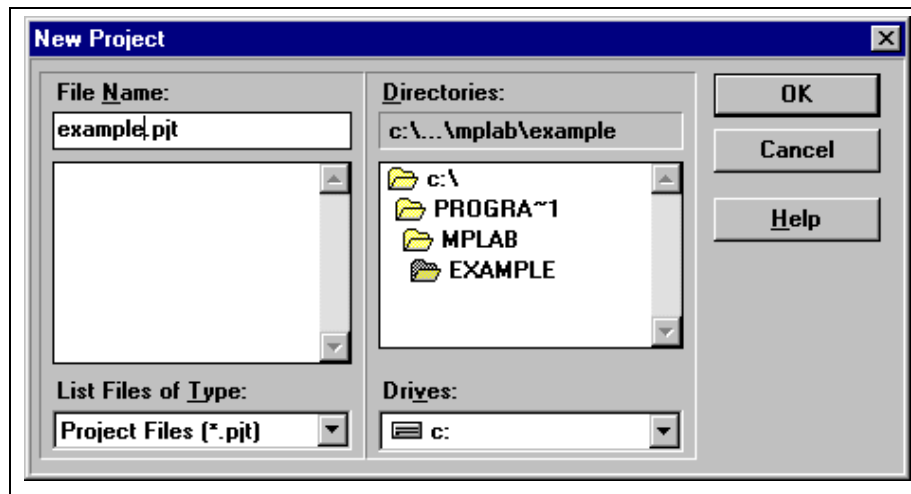 New Project
File Name:
example.pjt
List Files of Type:
Project Files (*.pjt)
Directories:
c:\...\mplab\example
c:\
PROGRA~1
MPLAB
EXAMPLE
Drives:
c:
OK
Cancel
Help